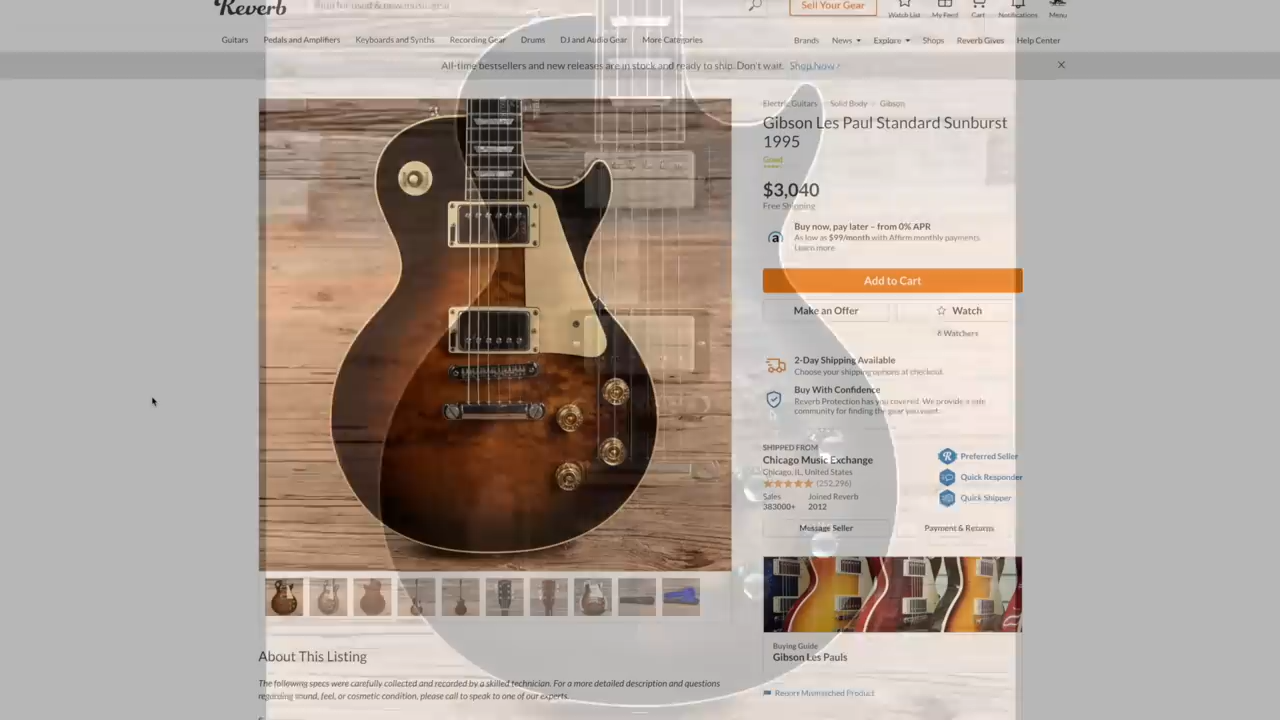 Reverb
Sell Your Gear
Watch List My Feed Cart Notifications Menu
Guitars Pedals and Amplifiers Keyboards and Synths Recording Gear Drums DJ and Audio Gear More Categories
Brands News Explore Shops Reverb Gives Help Center
All-time bestsellers and new releases are in stock and ready to ship. Don't wait. Shop Now
Electric Guitars Solid Body Gibson
Gibson Les Paul Standard Sunburst
1995
Good
$3,040
Free Shipping
Buy now, pay later – from 0% APR
As low as $99/month with Affirm monthly payments.
Learn more
Add to Cart
Make an Offer
Watch
6 Watchers
2-Day Shipping Available
Choose your shipping options at checkout.
Buy With Confidence
Reverb Protection has you covered. We provide a safe
community for finding the gear you want.
SHIPPED FROM
Chicago Music Exchange
Chicago, IL, United States
(252,296)
Sales Joined Reverb
383000+ 2012
Preferred Seller
Quick Responder
Quick Shipper
Message Seller
Payment & Returns
Buying Guide
Gibson Les Pauls
Report Mismatched Product
About This Listing
The following specs were carefully collected and recorded by a skilled technician. For a more detailed description and questions
regarding sound, feel, or cosmetic condition, please call to speak to one of our experts.